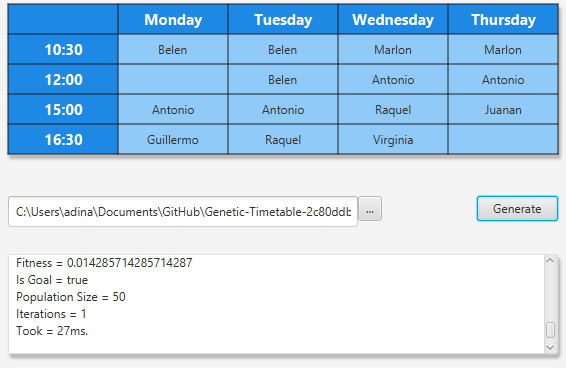 Monday Tuesday Wednesday Thursday
10:30 Belen Belen Marlon Marlon
12:00 Belen Antonio Antonio
15:00 Antonio Antonio Raquel Juanan
16:30 Guillermo Raquel Virginia
C:\Users\adina\Documents\GitHub\Genetic-Timetable-2c80ddb ... Generate
Fitness = 0.014285714285714287
Is Goal = true
Population Size = 50
Iterations = 1
Took = 27ms.